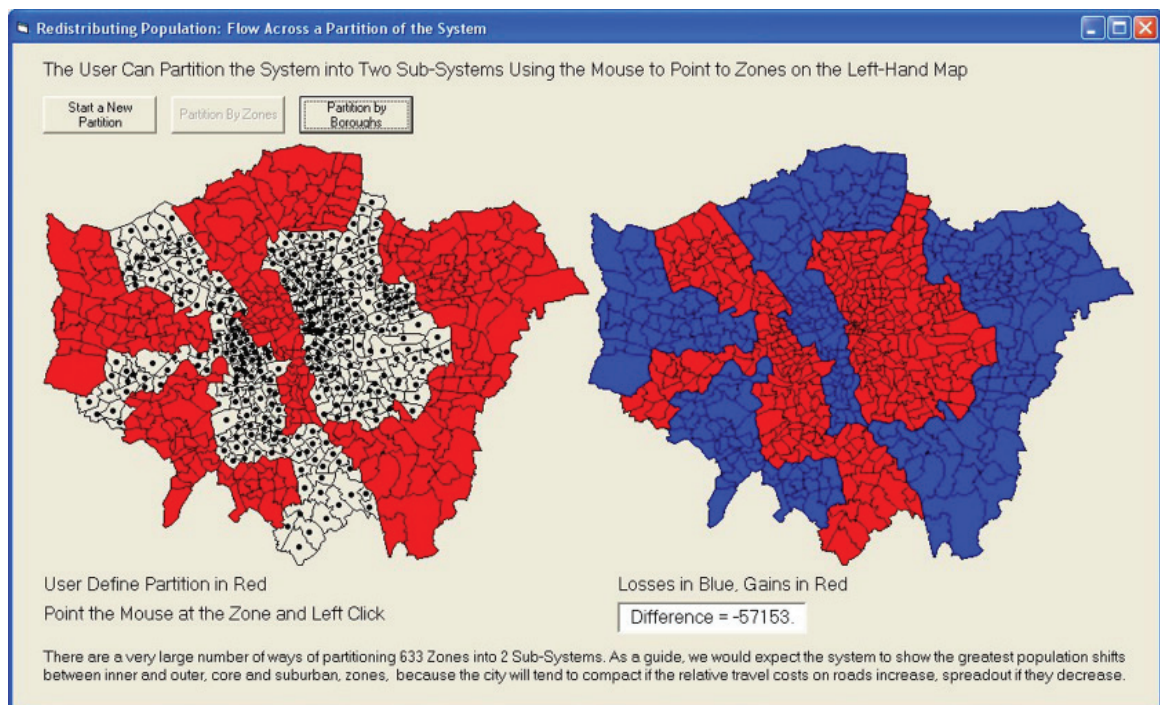 Redistributing Population: Flow Across a Partition of the System
The User Can Partition the System into Two Sub-Systems Using the Mouse to Point to Zones on the Left-Hand Map
Start a New
Partition
Partition By Zones
Partition by
Boroughs
User Define Partition in Red
Point the Mouse at the Zone and Left Click
Losses in Blue, Gains in Red
Difference = -57153.
There are a very large number of ways of partitioning 633 Zones into 2 Sub-Systems. As a guide, we would expect the system to show the greatest population shifts
between inner and outer, core and suburban, zones, because the city will tend to compact if the relative travel costs on roads increase, spreadout if they decrease.